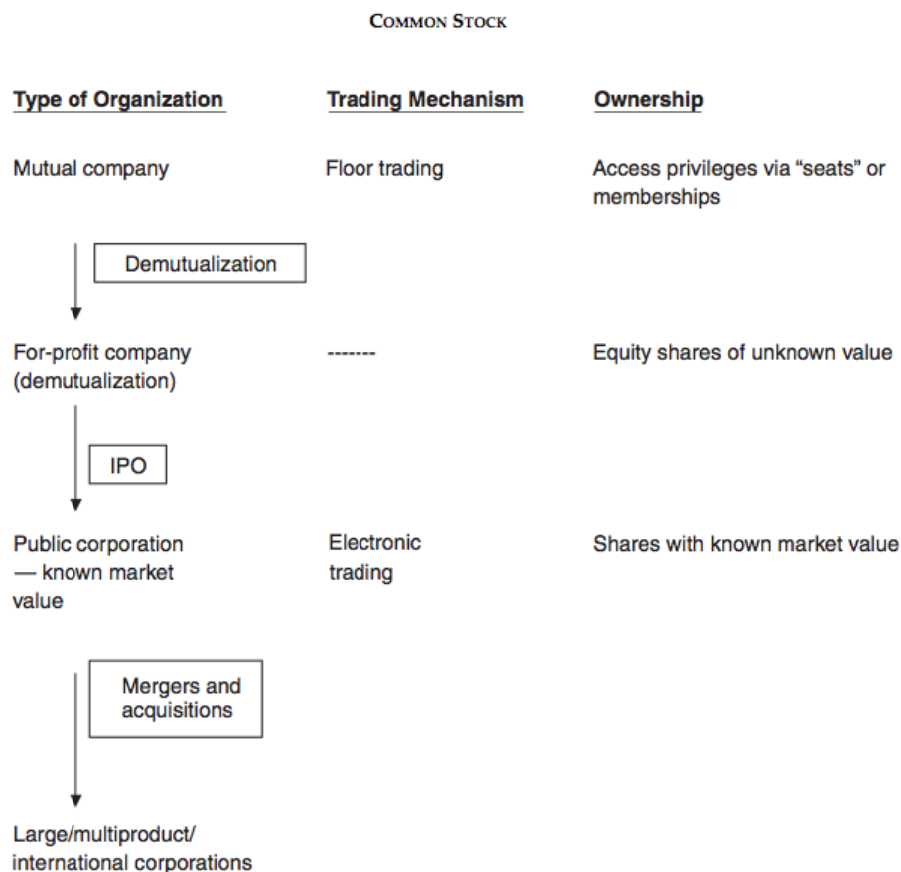 COMMON STOCK
Type of Organization
Trading Mechanism
Ownership
Mutual company
Floor trading
Access privileges via “seats” or
memberships
Demutualization
For-profit company
(demutualization)
-------
Equity shares of unknown value
IPO
Public corporation
— known market
value
Electronic
trading
Shares with known market value
Mergers and
acquisitions
Large/multiproduct/
international corporations